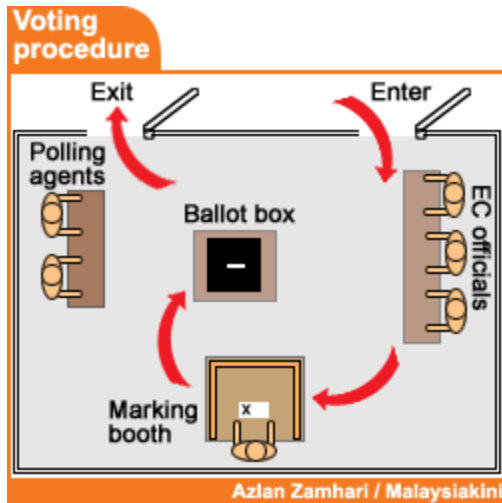 Voting
procedure
Exit
Enter
Polling
agents
EC officials
Ballot box
Marking
booth
x
Azlan Zamhari / Malaysiakini